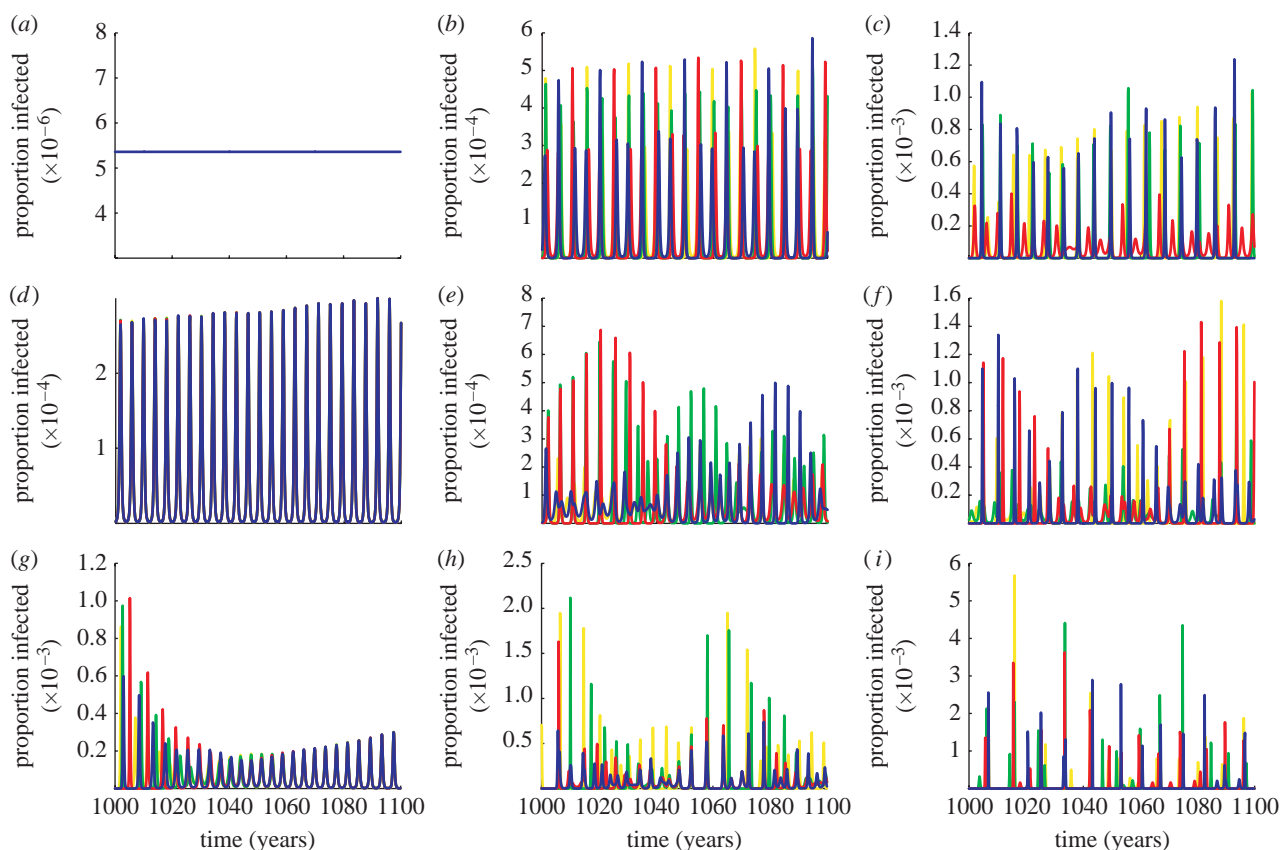 (a)
proportion infected
(×10⁻⁶)
8
7
6
5
4
(b)
proportion infected
(×10⁻⁴)
6
5
4
3
2
1
(c)
proportion infected
(×10⁻³)
1.4
1.2
1.0
0.8
0.6
0.4
0.2
(d)
proportion infected
(×10⁻⁴)
2
1
(e)
proportion infected
(×10⁻⁴)
8
7
6
5
4
3
2
1
(f)
proportion infected
(×10⁻³)
1.6
1.4
1.2
1.0
0.8
0.6
0.4
0.2
(g)
proportion infected
(×10⁻³)
1.2
1.0
0.8
0.6
0.4
0.2
1000 1020 1040 1060 1080 1100
time (years)
(h)
proportion infected
(×10⁻³)
2.5
2.0
1.5
1.0
0.5
1000 1020 1040 1060 1080 1100
time (years)
(i)
proportion infected
(×10⁻³)
6
5
4
3
2
1
1000 1020 1040 1060 1080 1100
time (years)